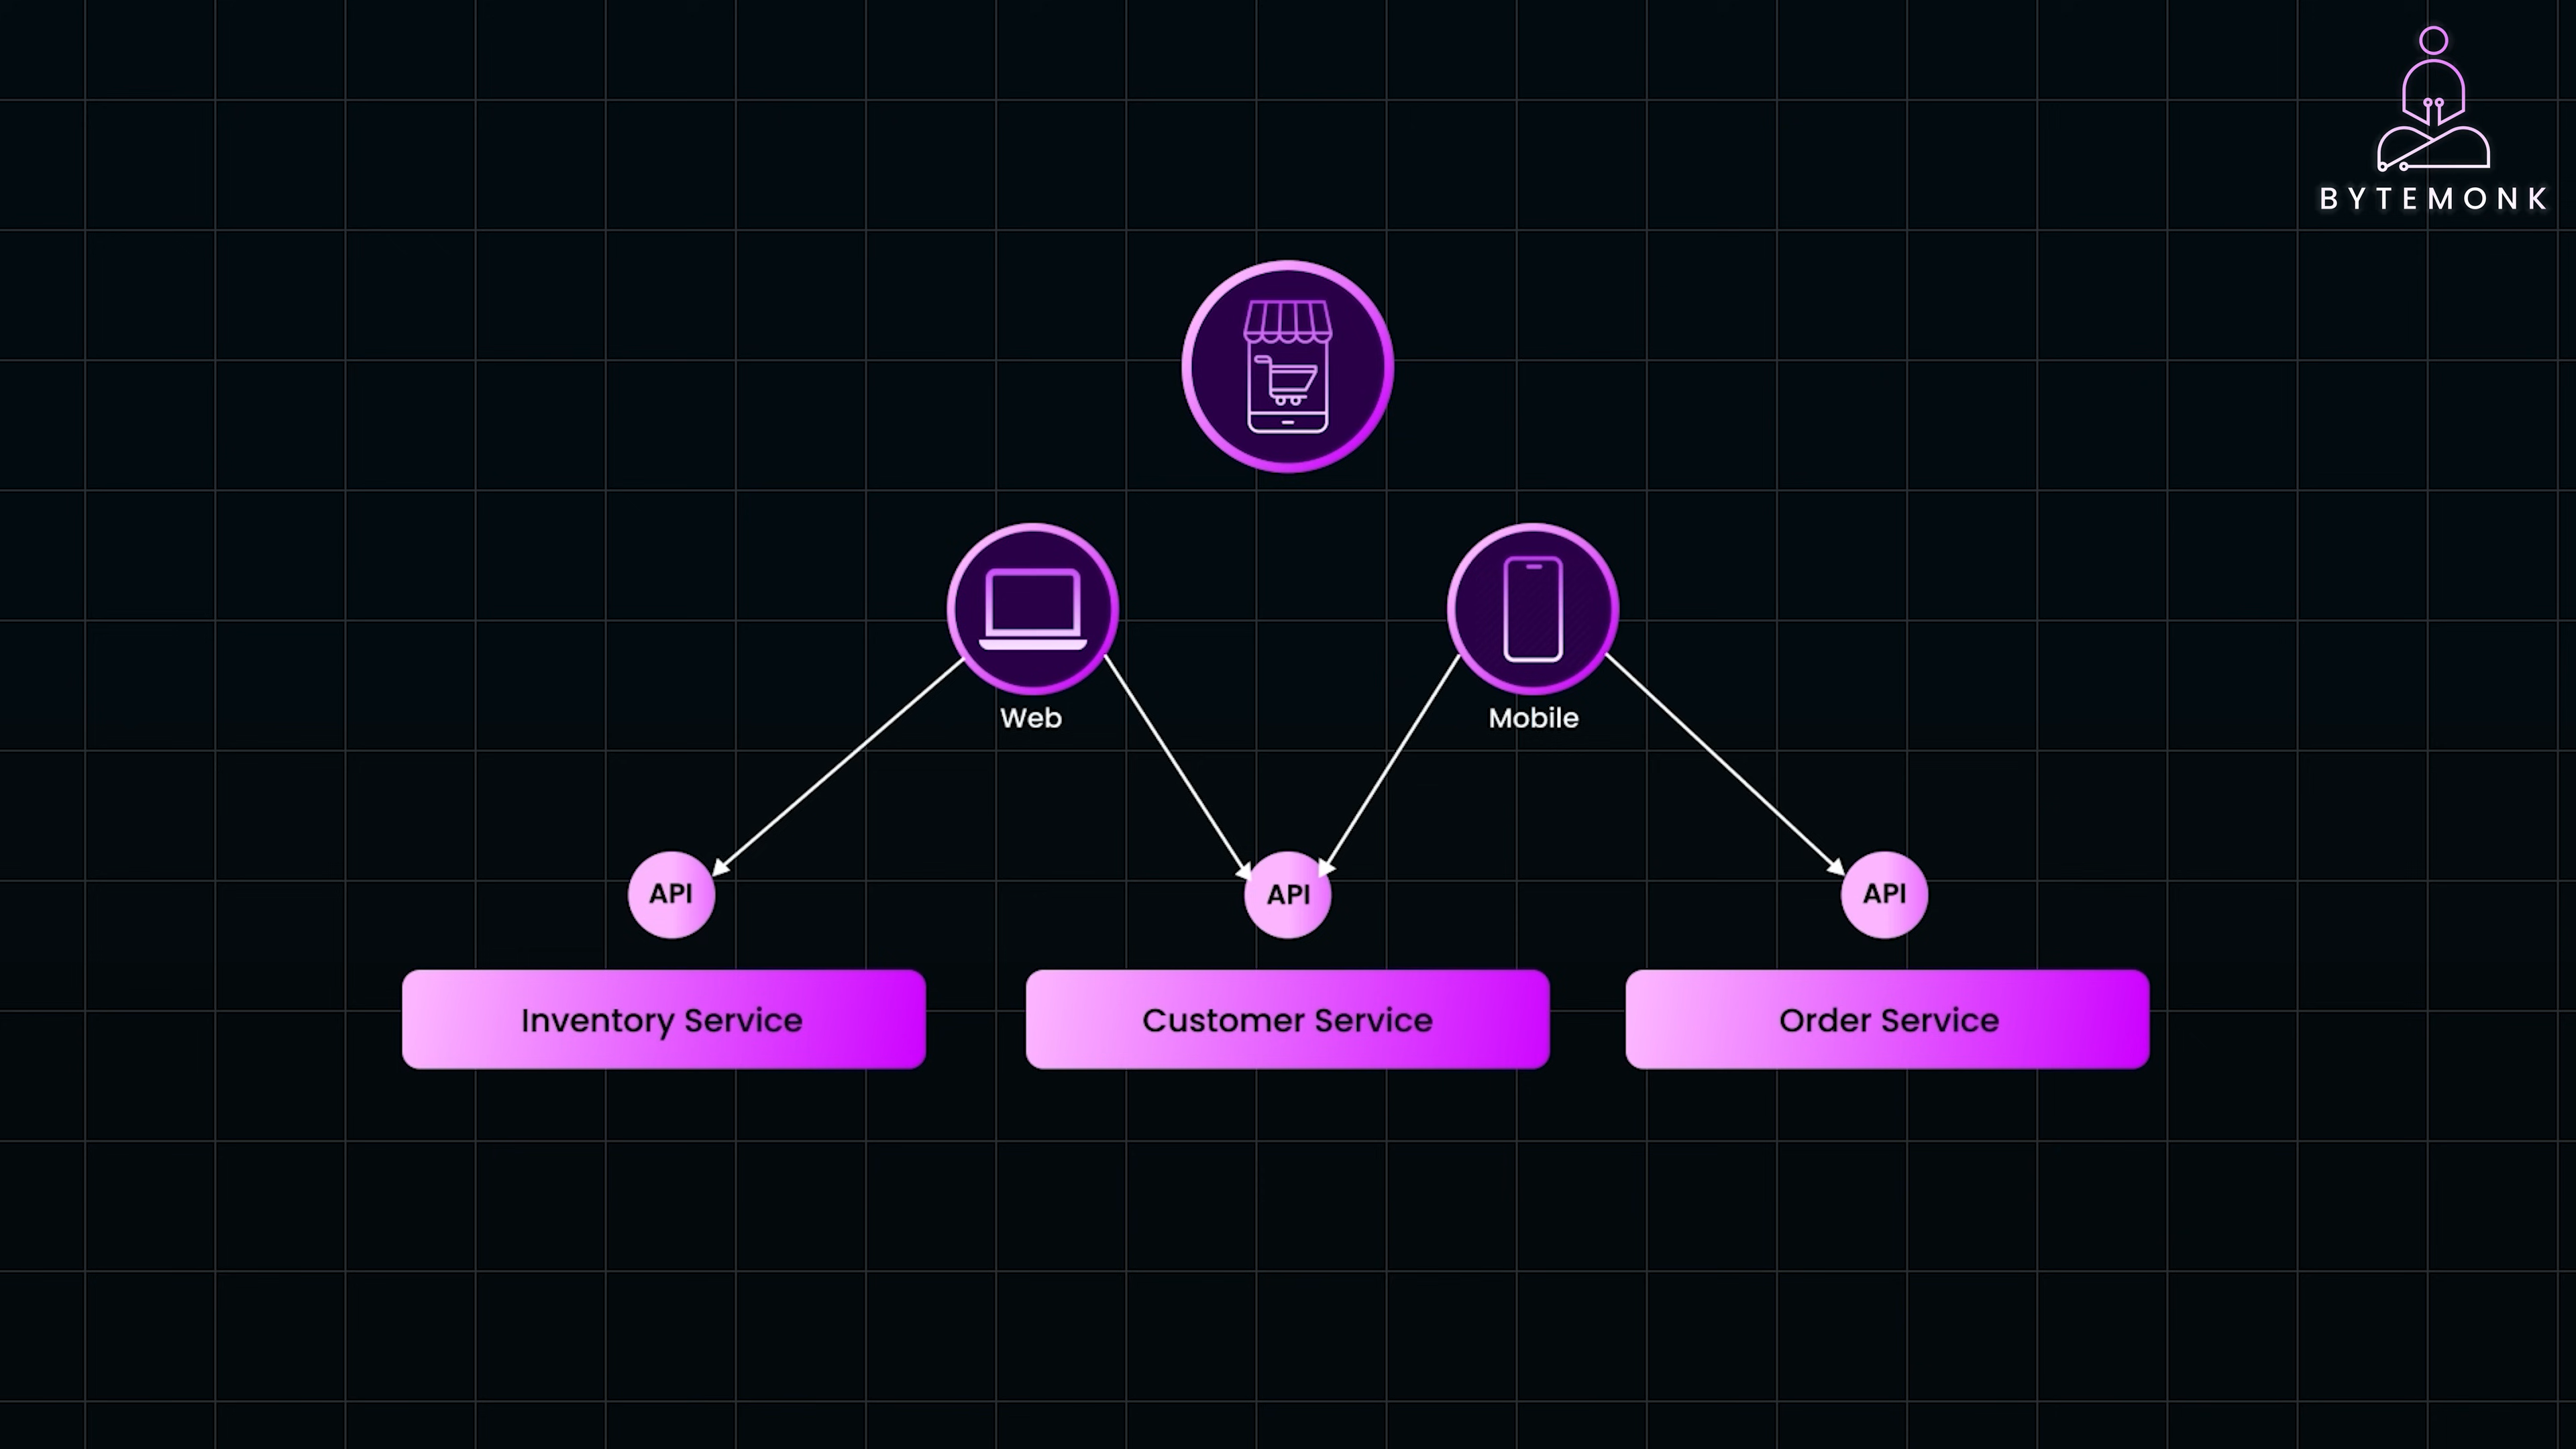 BYTEMONK
Web
Mobile
API
API
API
Inventory Service
Customer Service
Order Service